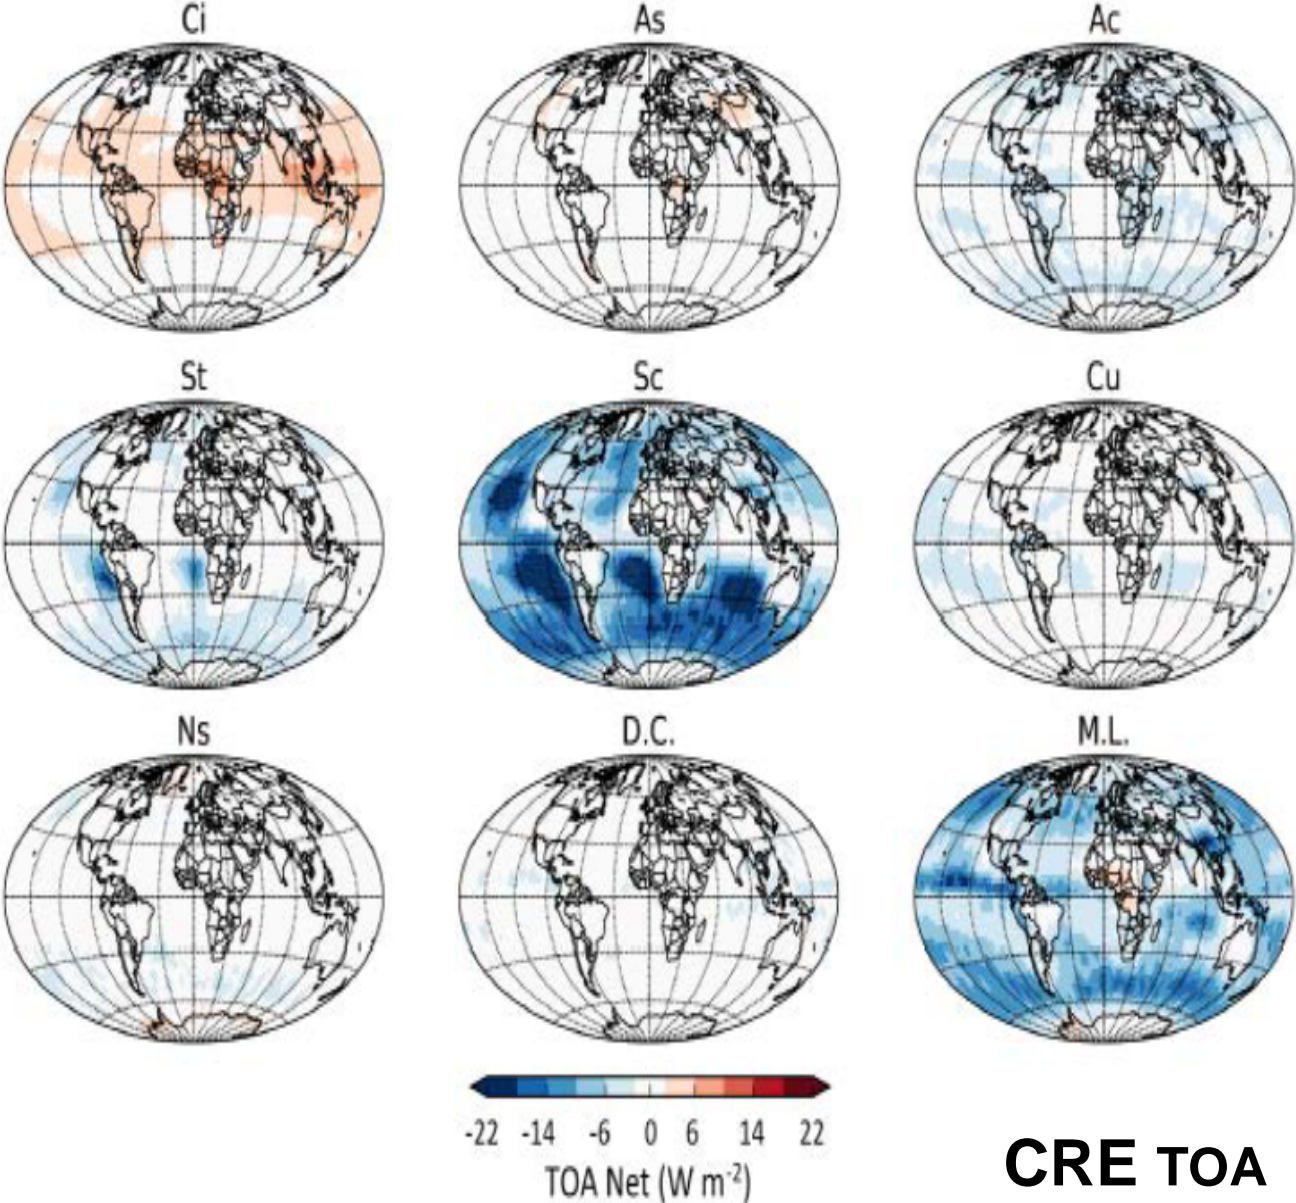 Ci As Ac
St Sc Cu
Ns D.C. M.L.
-22 -14 -6 0 6 14 22
TOA Net (W m⁻²)
CRE TOA